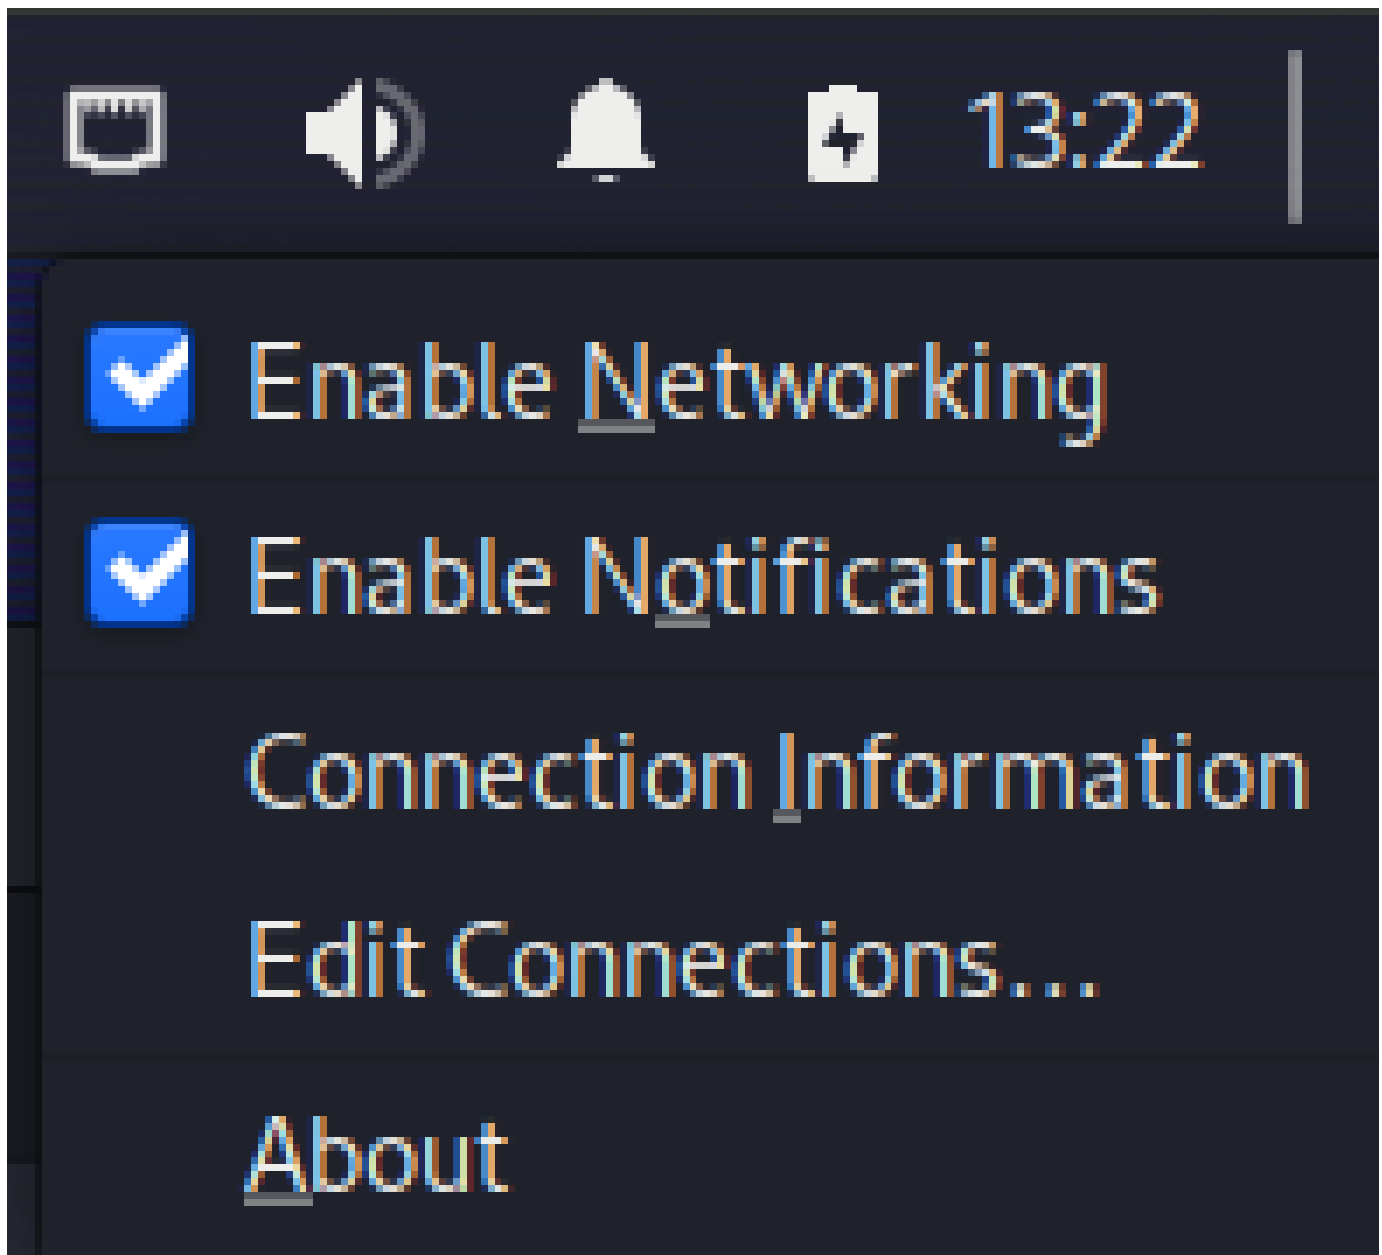 13:22
Enable Networking
Enable Notifications
Connection Information
Edit Connections...
About